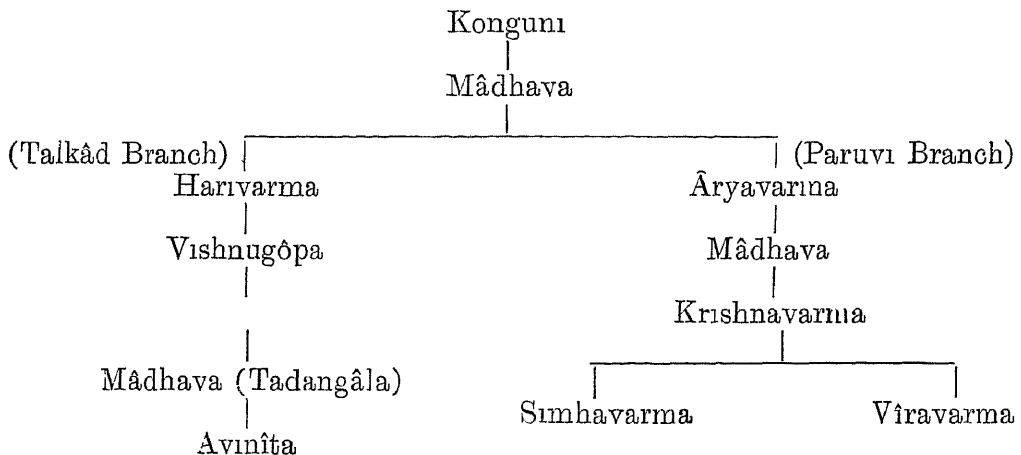 Konguni
Mâdhava
(Talkâd Branch) (Paruvi Branch)
Harivarma Âryavarma
Vishnugôpa Mâdhava
Krishnavarma
Mâdhava (Tadangâla)
Simhavarma Vîravarma
Avinîta